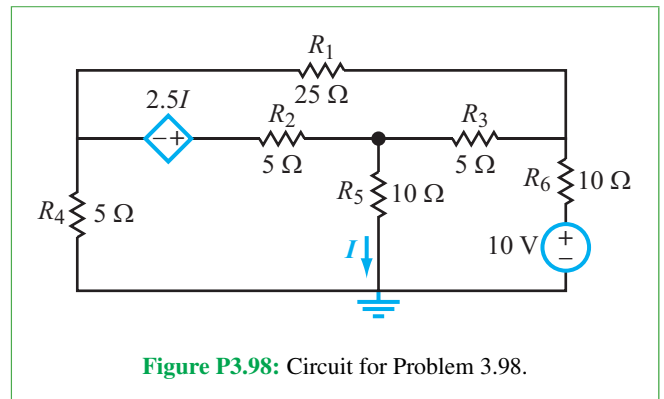 R1
25 Ω
2.5I
− +
R2
5 Ω
R3
5 Ω
R4 5 Ω
R5 10 Ω
R6 10 Ω
I
10 V
+
−
Figure P3.98: Circuit for Problem 3.98.